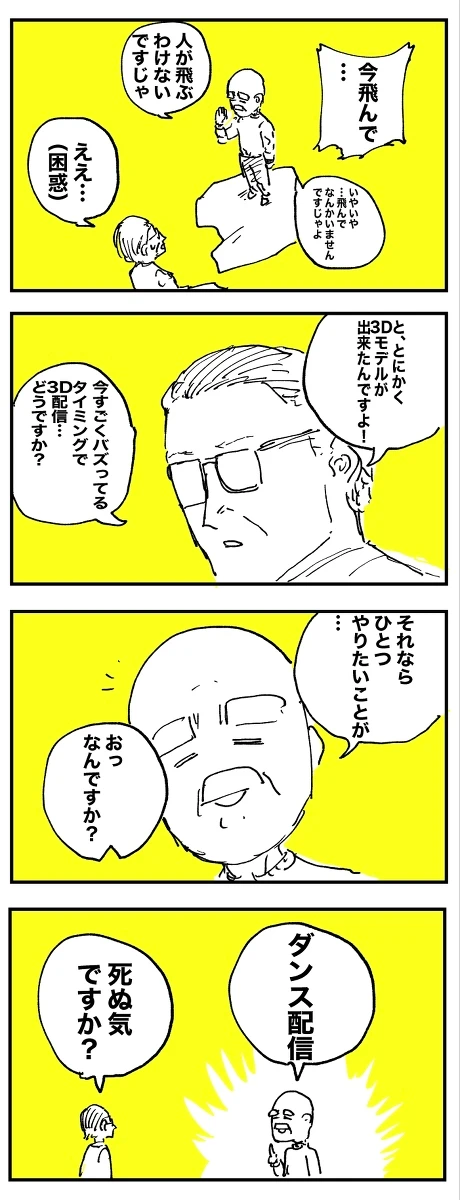 今飛んで
…
いやいや
…飛んで
なんかいません
ですじゃよ
人が飛ぶ
わけない
ですじゃ
ええ…
(困惑)
と、とにかく
3Dモデルが
出来たんですよ!
今すごくバズってる
タイミングで
3D配信…
どうですか?
それなら
ひとつ
やりたいことが
…
おっ
なんですか?
ダンス配信
死ぬ気
ですか?